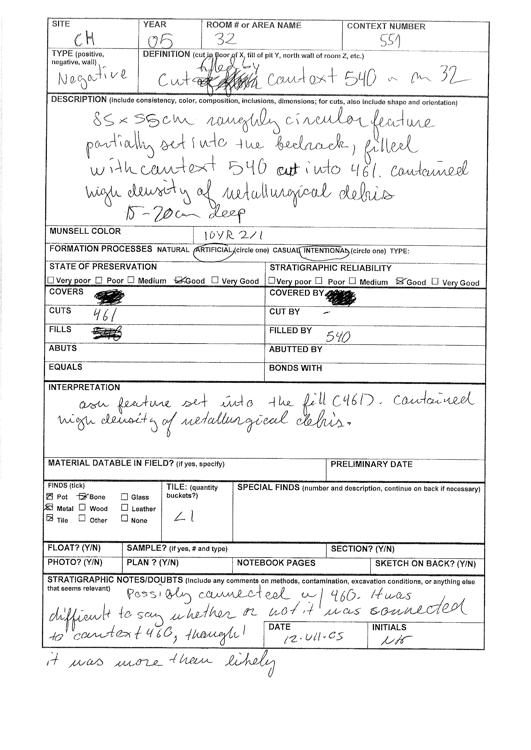 SITE YEAR ROOM # or AREA NAME CONTEXT NUMBER
CH 05 32 551
TYPE (positive, negative, wall) DEFINITION (cut in floor of X, fill of pit Y, north wall of room Z, etc.)
Negative Cut filled by context 540 in 32
DESCRIPTION (include consistency, color, composition, inclusions, dimensions; for cuts, also include shape and orientation)
85 x 55cm roughly circular feature
partially set into the bedrock, filled
with context 540 cut into 461. contained
high density of metallurgical debris
15-20cm deep
MUNSELL COLOR 10YR 2/1
FORMATION PROCESSES NATURAL ARTIFICIAL (circle one) CASUAL INTENTIONAL (circle one) TYPE:
STATE OF PRESERVATION STRATIGRAPHIC RELIABILITY
Very poor Poor Medium Good Very Good Very poor Poor Medium Good Very Good
COVERS COVERED BY
CUTS 461 CUT BY -
FILLS FILLED BY 540
ABUTS ABUTTED BY
EQUALS BONDS WITH
INTERPRETATION
ash feature set into the fill (461). contained
high density of metallurgical debris.
MATERIAL DATABLE IN FIELD? (if yes, specify) PRELIMINARY DATE
FINDS (tick) TILE: (quantity buckets?) SPECIAL FINDS (number and description, continue on back if necessary)
Pot Bone Glass
Metal Wood Leather
Tile Other None
<1
FLOAT? (Y/N) SAMPLE? (if yes, # and type) SECTION? (Y/N)
PHOTO? (Y/N) PLAN ? (Y/N) NOTEBOOK PAGES SKETCH ON BACK? (Y/N)
STRATIGRAPHIC NOTES/DOUBTS (Include any comments on methods, contamination, excavation conditions, or anything else
that seems relevant) Possibly connected w/ 460. It was
difficult to say whether or not it was connected
to context 460, though
DATE INITIALS
12-VII-05
it was more than likely